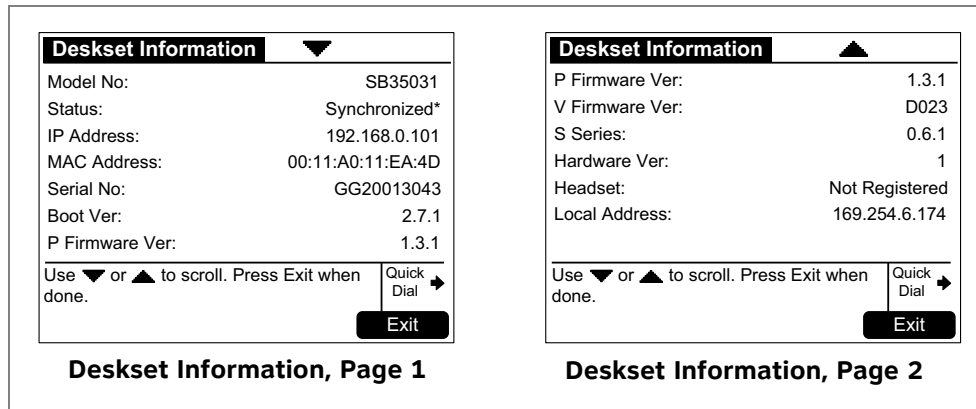 Deskset Information
Model No: SB35031
Status: Synchronized*
IP Address: 192.168.0.101
MAC Address: 00:11:A0:11:EA:4D
Serial No: GG20013043
Boot Ver: 2.7.1
P Firmware Ver: 1.3.1
Use ▼ or ▲ to scroll. Press Exit when
done.
Quick
Dial
Exit
Deskset Information, Page 1
Deskset Information
P Firmware Ver: 1.3.1
V Firmware Ver: D023
S Series: 0.6.1
Hardware Ver: 1
Headset: Not Registered
Local Address: 169.254.6.174
Use ▼ or ▲ to scroll. Press Exit when
done.
Quick
Dial
Exit
Deskset Information, Page 2